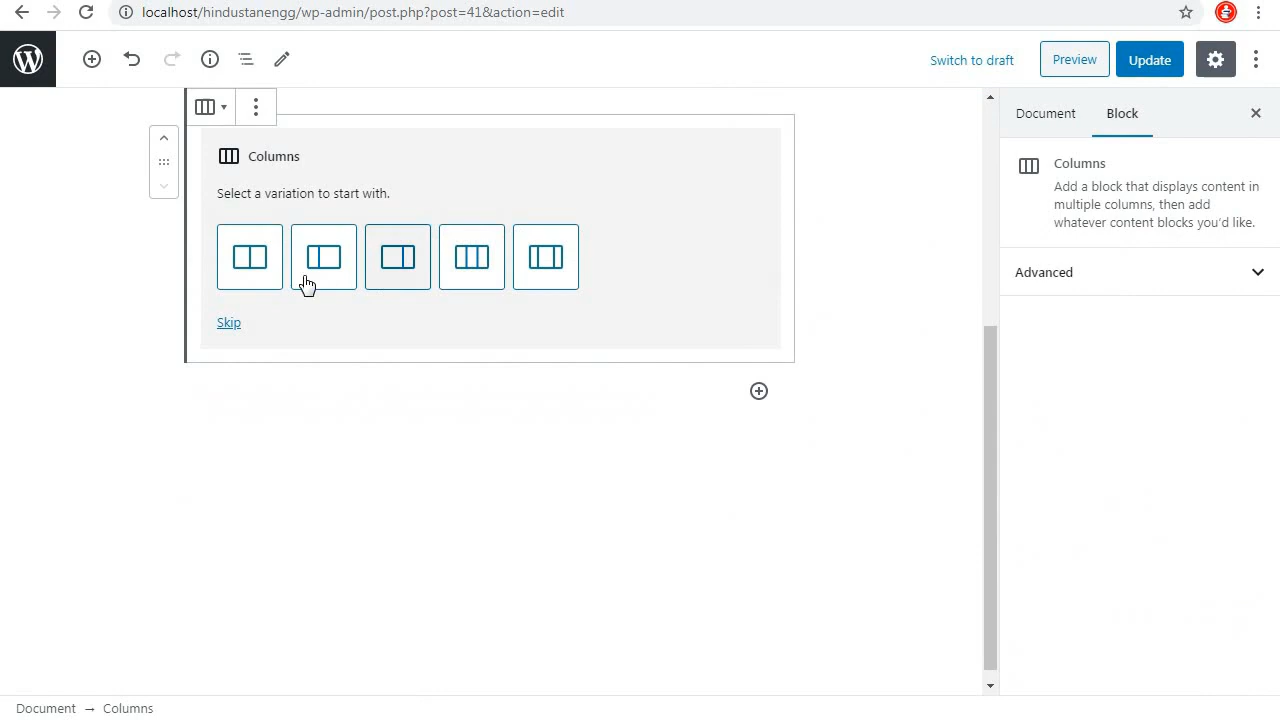 localhost/hindustanengg/wp-admin/post.php?post=41&action=edit
Switch to draft
Preview
Update
Document
Block
Columns
Select a variation to start with.
Skip
Columns
Add a block that displays content in
multiple columns, then add
whatever content blocks you'd like.
Advanced
Document → Columns